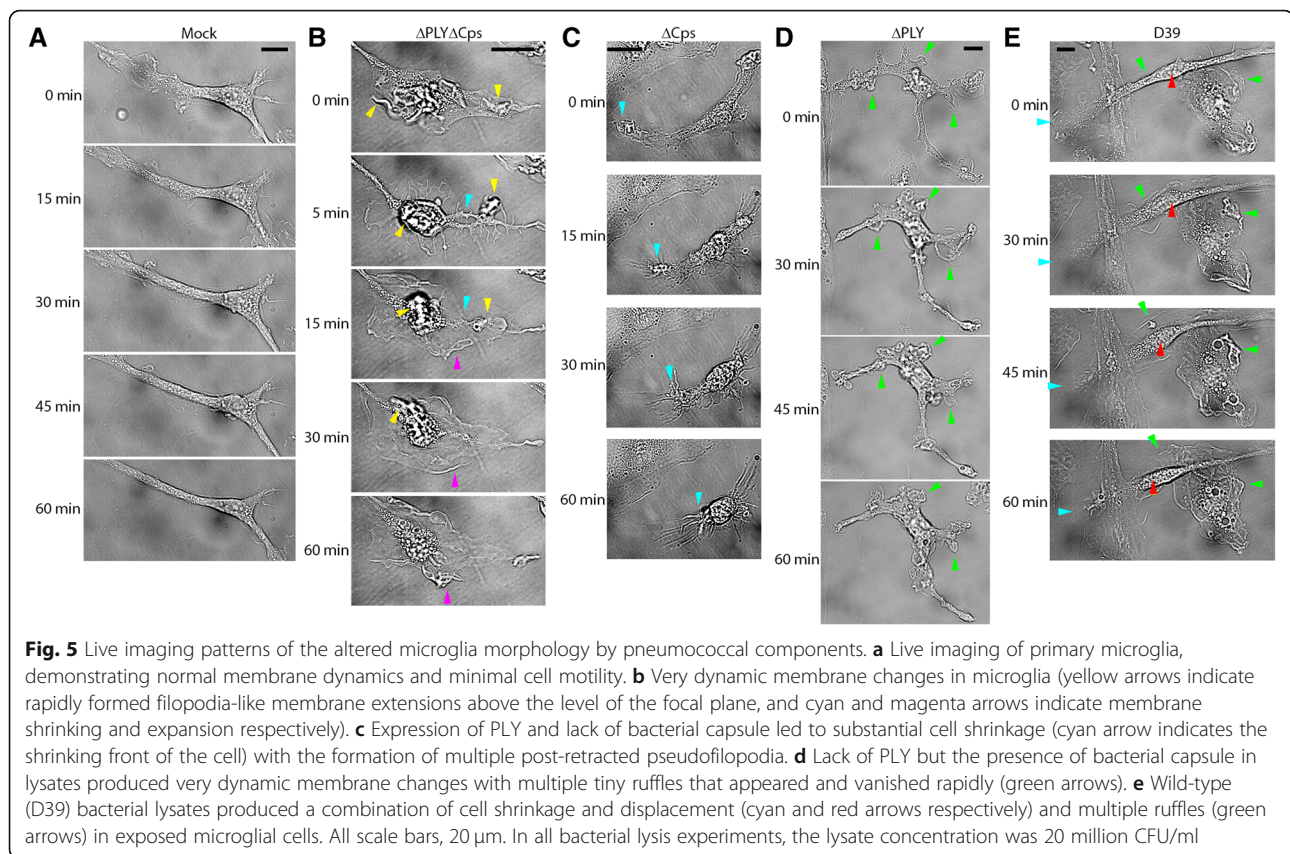 A
Mock
0 min
15 min
30 min
45 min
60 min
B
ΔPLYΔCps
0 min
5 min
15 min
30 min
60 min
C
ΔCps
0 min
15 min
30 min
60 min
D
ΔPLY
0 min
30 min
45 min
60 min
E
D39
0 min
30 min
45 min
60 min
Fig. 5 Live imaging patterns of the altered microglia morphology by pneumococcal components. a Live imaging of primary microglia,
demonstrating normal membrane dynamics and minimal cell motility. b Very dynamic membrane changes in microglia (yellow arrows indicate
rapidly formed filopodia-like membrane extensions above the level of the focal plane, and cyan and magenta arrows indicate membrane
shrinking and expansion respectively). c Expression of PLY and lack of bacterial capsule led to substantial cell shrinkage (cyan arrow indicates the
shrinking front of the cell) with the formation of multiple post-retracted pseudofilopodia. d Lack of PLY but the presence of bacterial capsule in
lysates produced very dynamic membrane changes with multiple tiny ruffles that appeared and vanished rapidly (green arrows). e Wild-type
(D39) bacterial lysates produced a combination of cell shrinkage and displacement (cyan and red arrows respectively) and multiple ruffles (green
arrows) in exposed microglial cells. All scale bars, 20 μm. In all bacterial lysis experiments, the lysate concentration was 20 million CFU/ml